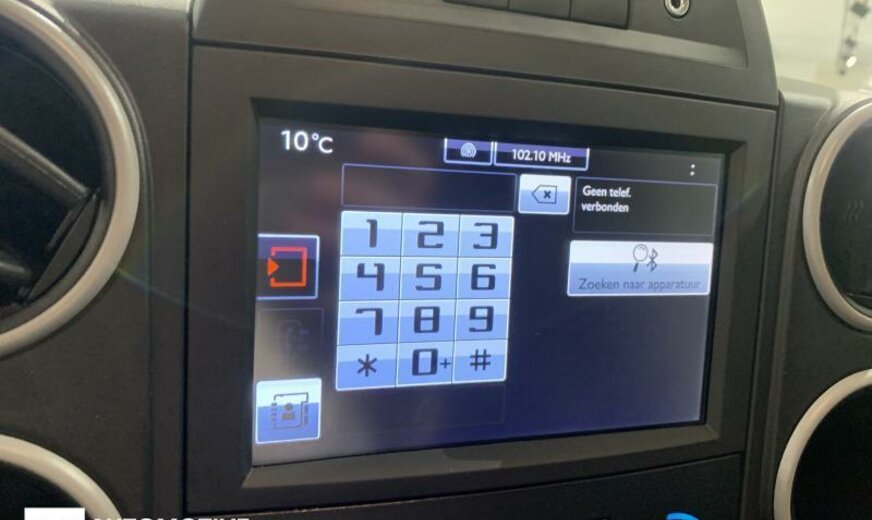 10°C
102.10 MHz
Geen telef.
verbonden
1 2 3
Zoeken naar apparatuur
4 5 6
7 8 9
* 0+ #
AUTOMOTIVE